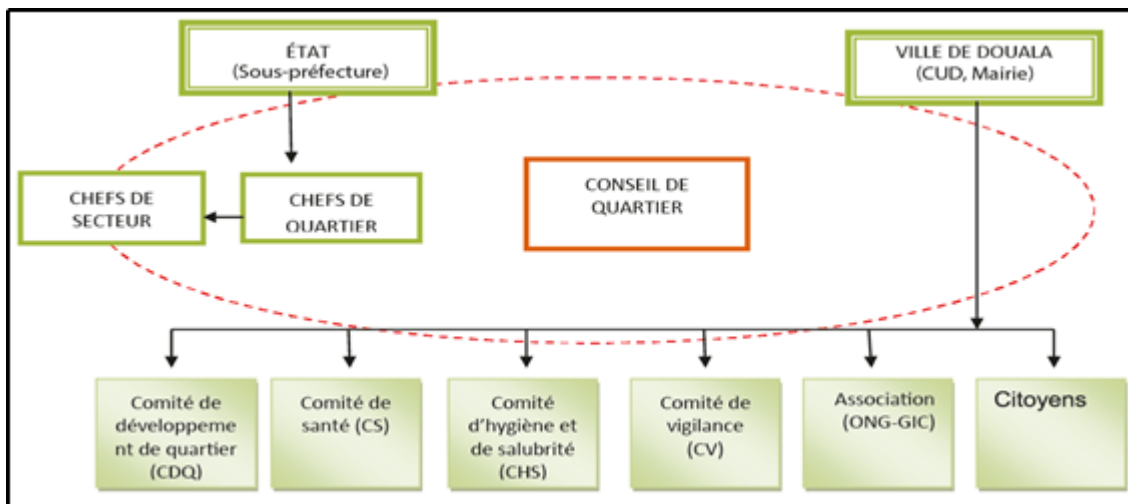 ÉTAT
(Sous-préfecture)
VILLE DE DOUALA
(CUD, Mairie)
CHEFS DE
SECTEUR
CHEFS DE
QUARTIER
CONSEIL DE
QUARTIER
Comité de
développeme
nt de quartier
(CDQ)
Comité de
santé (CS)
Comité
d'hygiène et
de salubrité
(CHS)
Comité de
vigilance
(CV)
Association
(ONG-GIC)
Citoyens